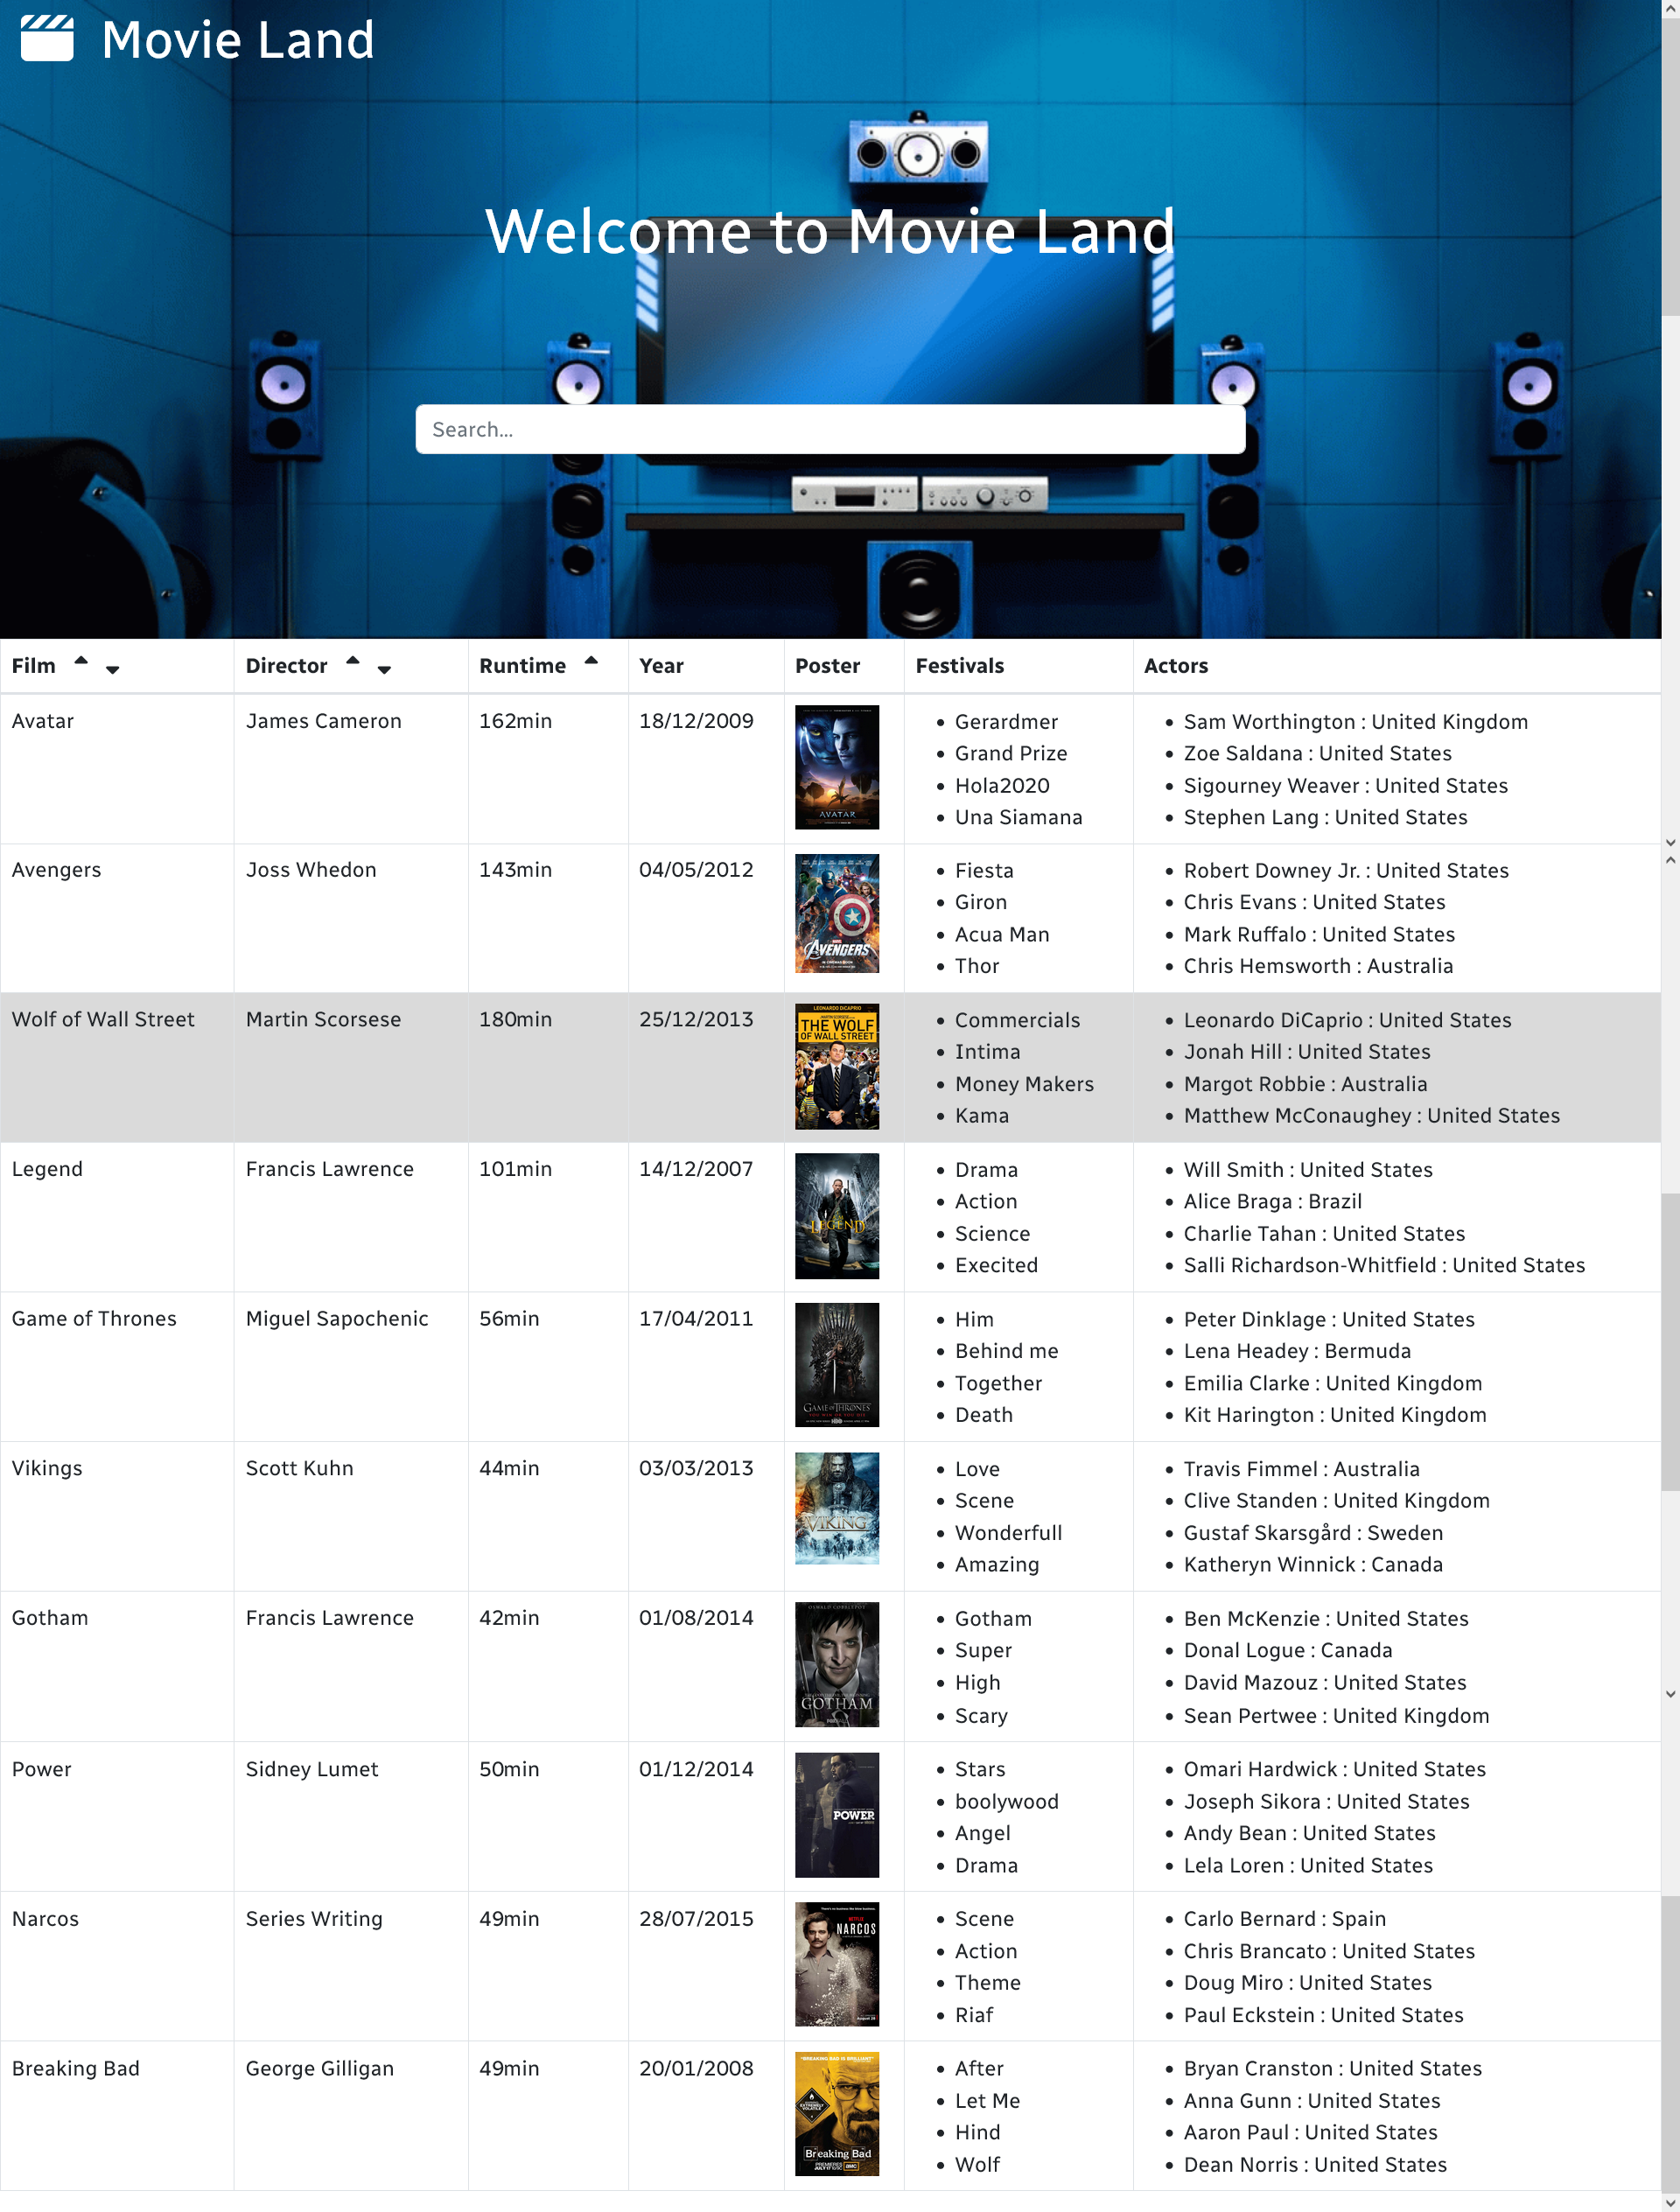 Movie Land
Welcome to Movie Land
Search...
Film Director Runtime Year Poster Festivals Actors
Avatar James Cameron 162min 18/12/2009 AVATAR
Gerardmer
Grand Prize
Hola2020
Una Siamana
Sam Worthington : United Kingdom
Zoe Saldana : United States
Sigourney Weaver : United States
Stephen Lang : United States
Avengers Joss Whedon 143min 04/05/2012 AVENGERS
Fiesta
Giron
Acua Man
Thor
Robert Downey Jr. : United States
Chris Evans : United States
Mark Ruffalo : United States
Chris Hemsworth : Australia
Wolf of Wall Street Martin Scorsese 180min 25/12/2013
LEONARDO DICAPRIO
THE WOLF
OF WALL STREET
Commercials
Intima
Money Makers
Kama
Leonardo DiCaprio : United States
Jonah Hill : United States
Margot Robbie : Australia
Matthew McConaughey : United States
Legend Francis Lawrence 101min 14/12/2007 LEGEND
Drama
Action
Science
Execited
Will Smith : United States
Alice Braga : Brazil
Charlie Tahan : United States
Salli Richardson-Whitfield : United States
Game of Thrones Miguel Sapochenic 56min 17/04/2011
GAME OF THRONES
Him
Behind me
Together
Death
Peter Dinklage : United States
Lena Headey : Bermuda
Emilia Clarke : United Kingdom
Kit Harington : United Kingdom
Vikings Scott Kuhn 44min 03/03/2013 VIKING
Love
Scene
Wonderfull
Amazing
Travis Fimmel : Australia
Clive Standen : United Kingdom
Gustaf Skarsgård : Sweden
Katheryn Winnick : Canada
Gotham Francis Lawrence 42min 01/08/2014
OSWALD COBBLEPOT
GOTHAM
Gotham
Super
High
Scary
Ben McKenzie : United States
Donal Logue : Canada
David Mazouz : United States
Sean Pertwee : United Kingdom
Power Sidney Lumet 50min 01/12/2014 POWER
Stars
boolywood
Angel
Drama
Omari Hardwick : United States
Joseph Sikora : United States
Andy Bean : United States
Lela Loren : United States
Narcos Series Writing 49min 28/07/2015
NARCOS
Scene
Action
Theme
Riaf
Carlo Bernard : Spain
Chris Brancato : United States
Doug Miro : United States
Paul Eckstein : United States
Breaking Bad George Gilligan 49min 20/01/2008
"BREAKING BAD IS BRILLIANT"
Breaking Bad
After
Let Me
Hind
Wolf
Bryan Cranston : United States
Anna Gunn : United States
Aaron Paul : United States
Dean Norris : United States